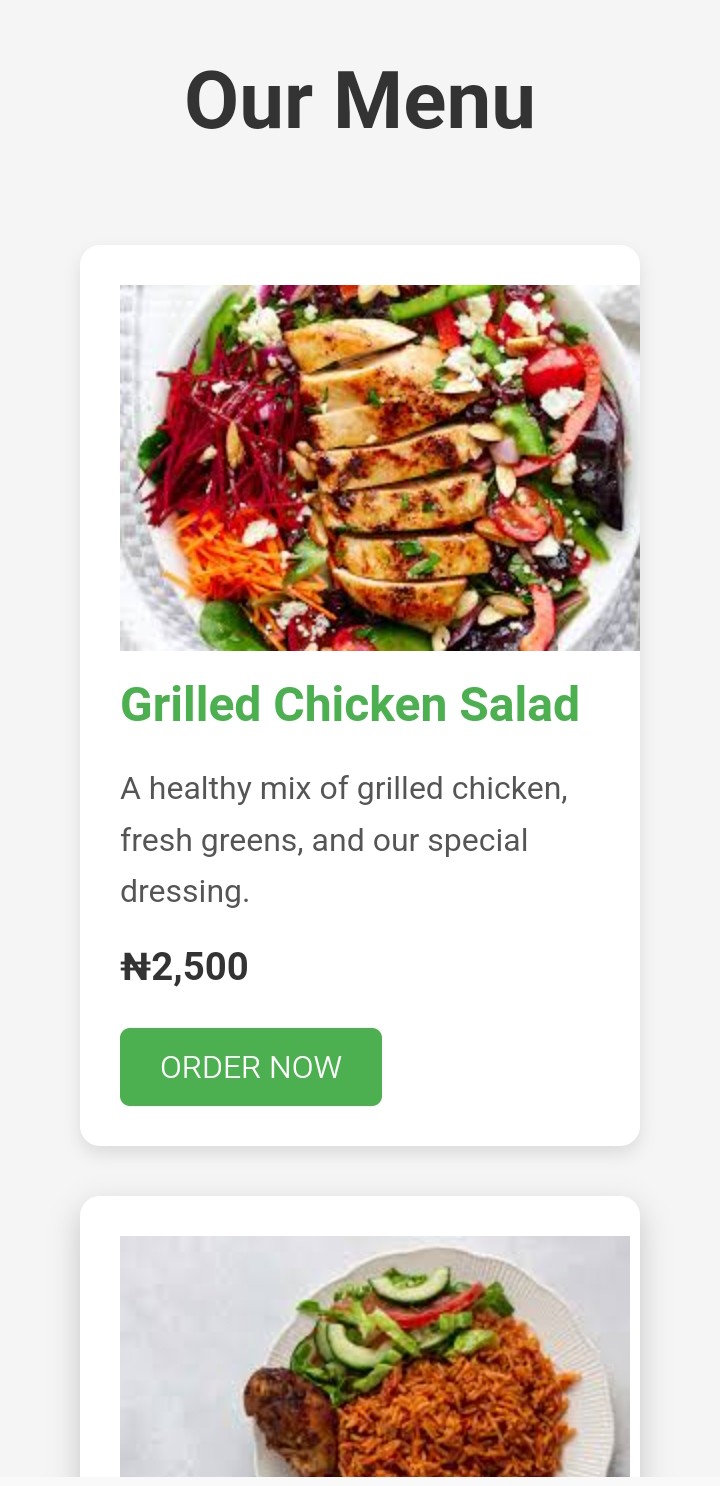 Our Menu
Grilled Chicken Salad
A healthy mix of grilled chicken,
fresh greens, and our special
dressing.
₦2,500
ORDER NOW